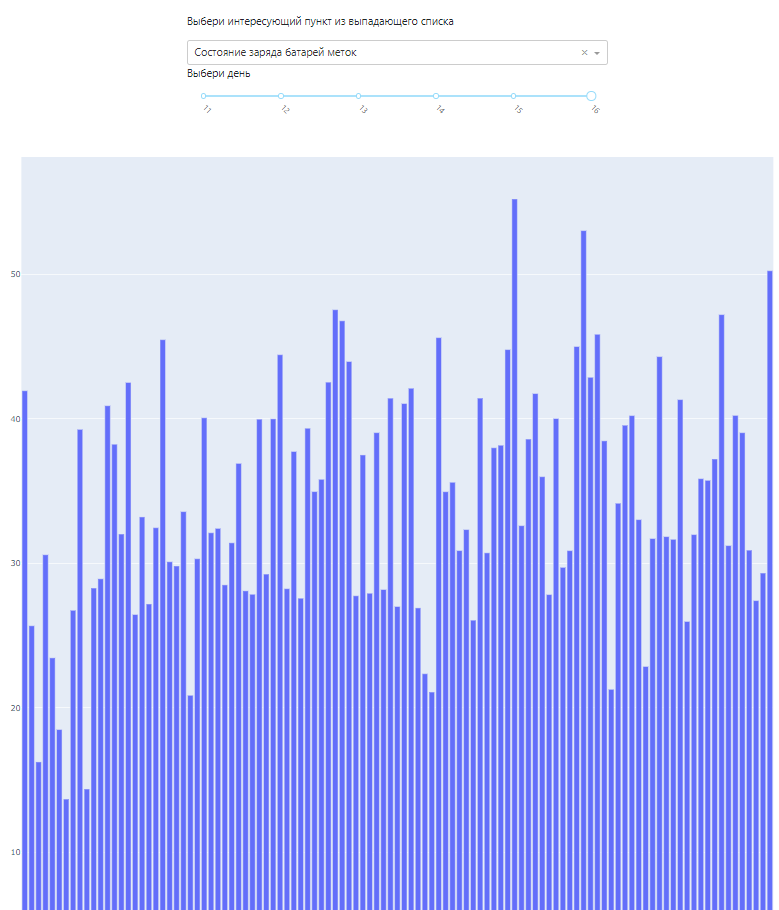 Выбери интересующий пункт из выпадающего списка
Состояние заряда батарей меток
Выбери день
11 12 13 14 15 16
50
40
30
20
10